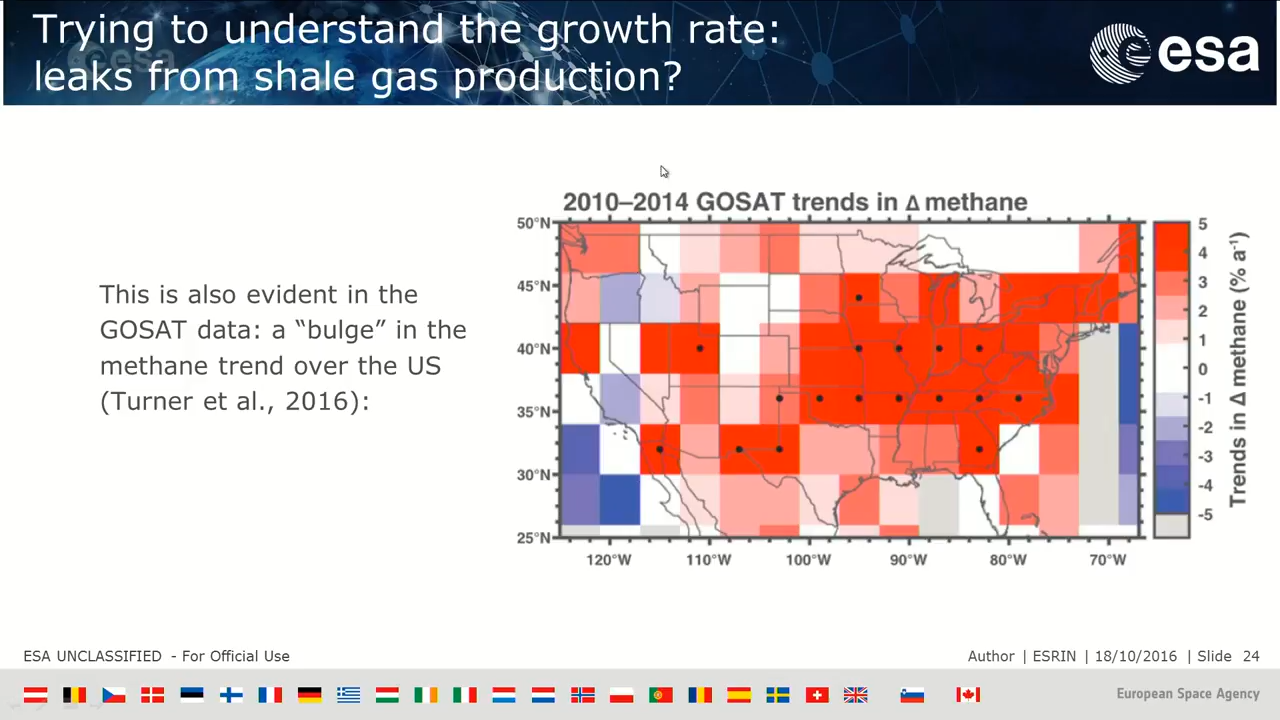 Trying to understand the growth rate:
leaks from shale gas production?
esa
This is also evident in the
GOSAT data: a “bulge” in the
methane trend over the US
(Turner et al., 2016):
2010–2014 GOSAT trends in Δ methane
50°N
45°N
40°N
35°N
30°N
25°N
120°W 110°W 100°W 90°W 80°W 70°W
5
4
3
2
1
0
-1
-2
-3
-4
-5
Trends in Δ methane (% a⁻¹)
ESA UNCLASSIFIED - For Official Use
Author | ESRIN | 18/10/2016 | Slide 24
European Space Agency